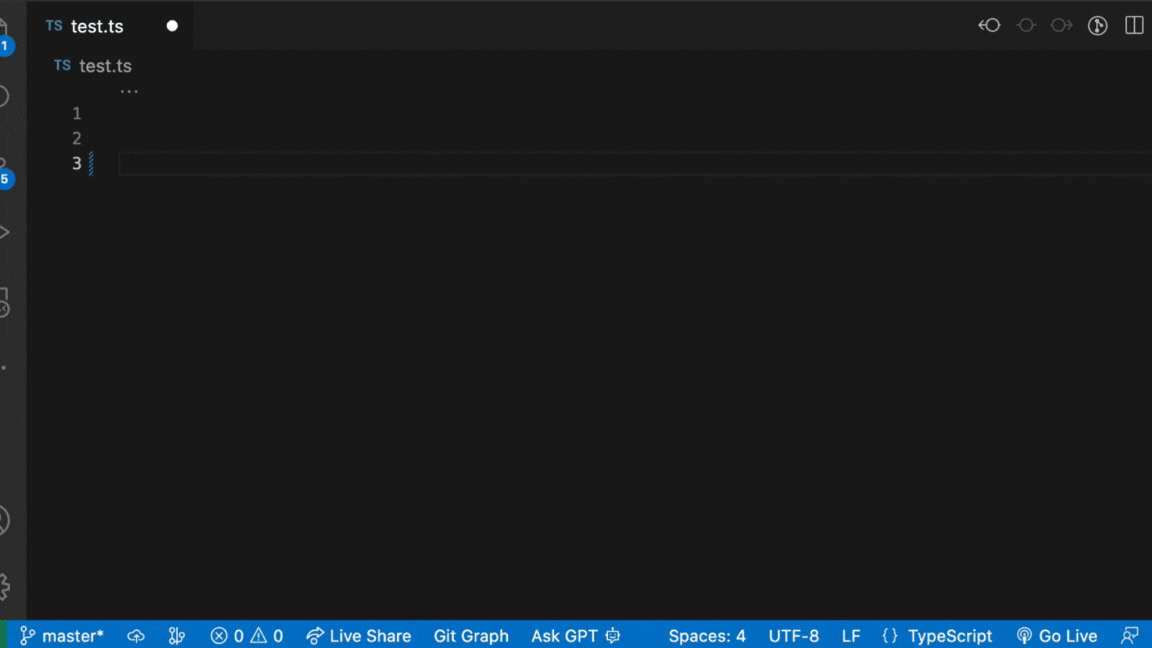 TS test.ts
1
TS test.ts
...
1
2
3
5
master* 0 0 Live Share Git Graph Ask GPT Spaces: 4 UTF-8 LF {} TypeScript Go Live